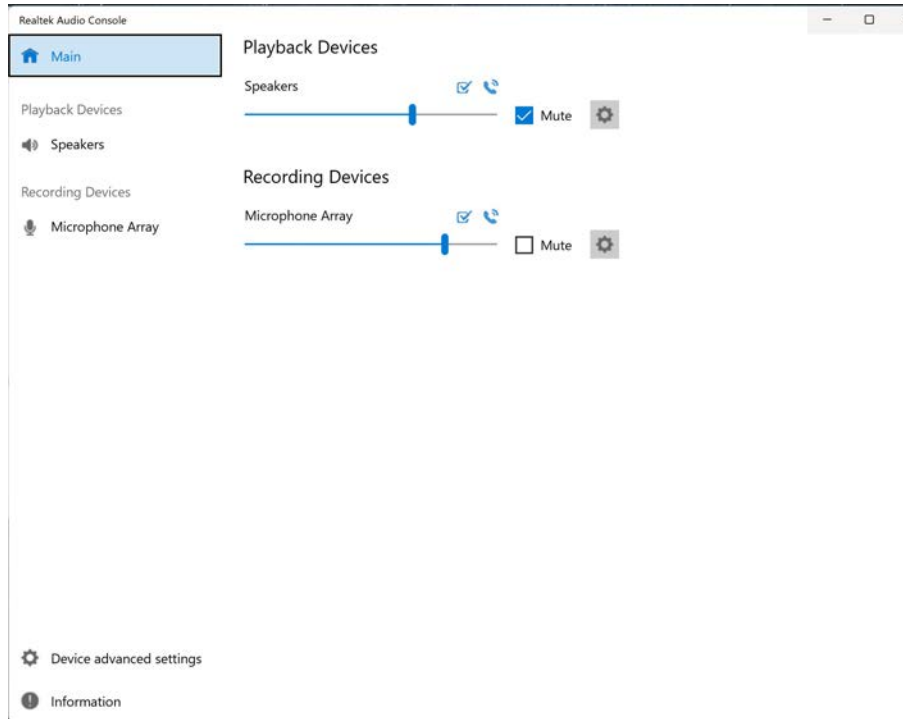 Realtek Audio Console
Main
Playback Devices
Speakers
Recording Devices
Microphone Array
Device advanced settings
Information
Playback Devices
Speakers
Mute
Recording Devices
Microphone Array
Mute